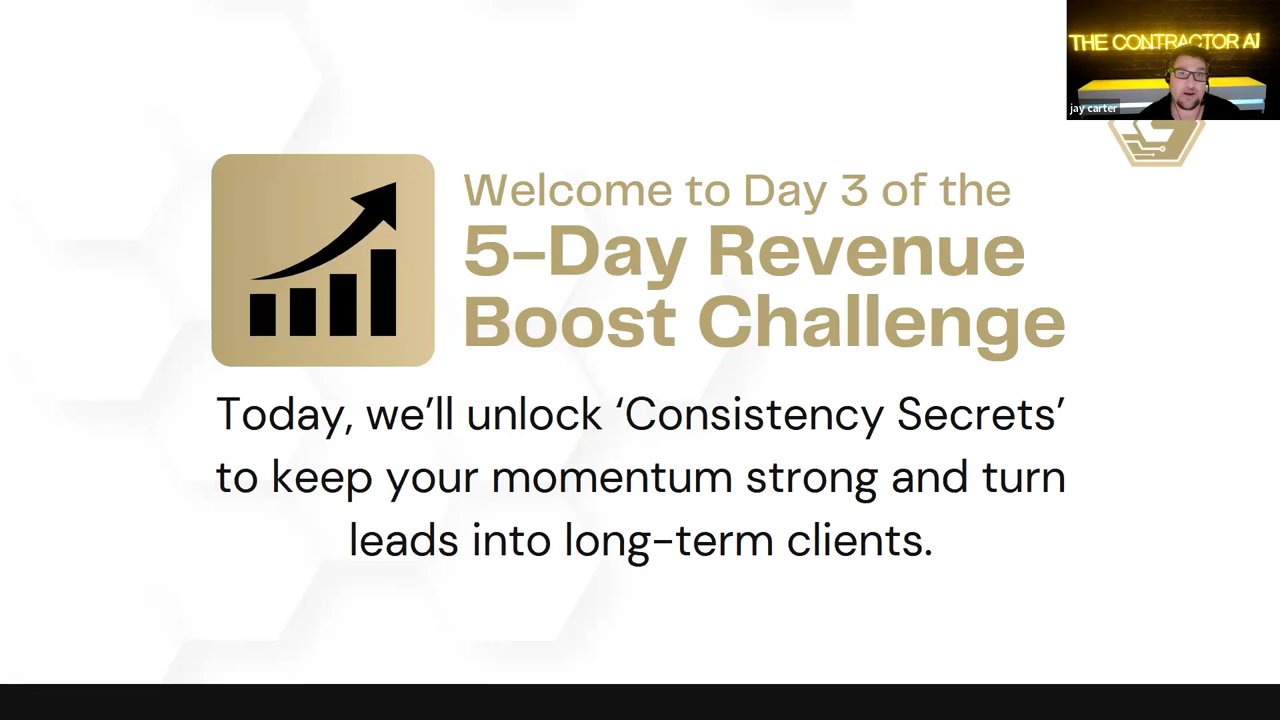 THE CONTRACTOR AI
jay carter
Welcome to Day 3 of the
5-Day Revenue
Boost Challenge
Today, we’ll unlock ‘Consistency Secrets’
to keep your momentum strong and turn
leads into long-term clients.